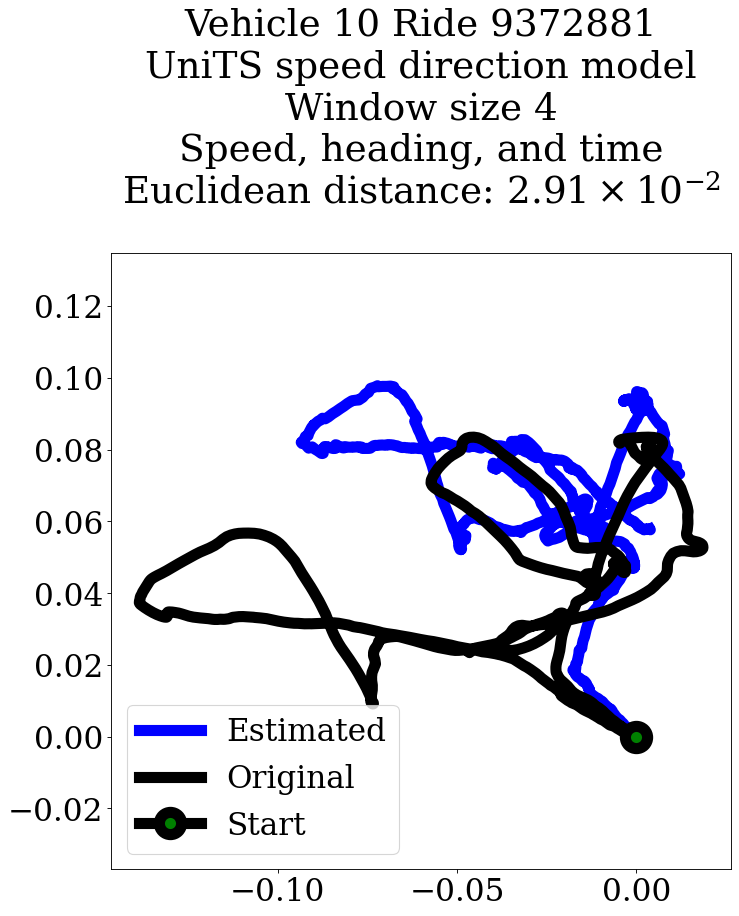 Vehicle 10 Ride 9372881
UniTS speed direction model
Window size 4
Speed, heading, and time
Euclidean distance: 2.91 × 10⁻²
0.12
0.10
0.08
0.06
0.04
0.02
0.00
−0.02
Estimated
Original
Start
−0.10 −0.05 0.00